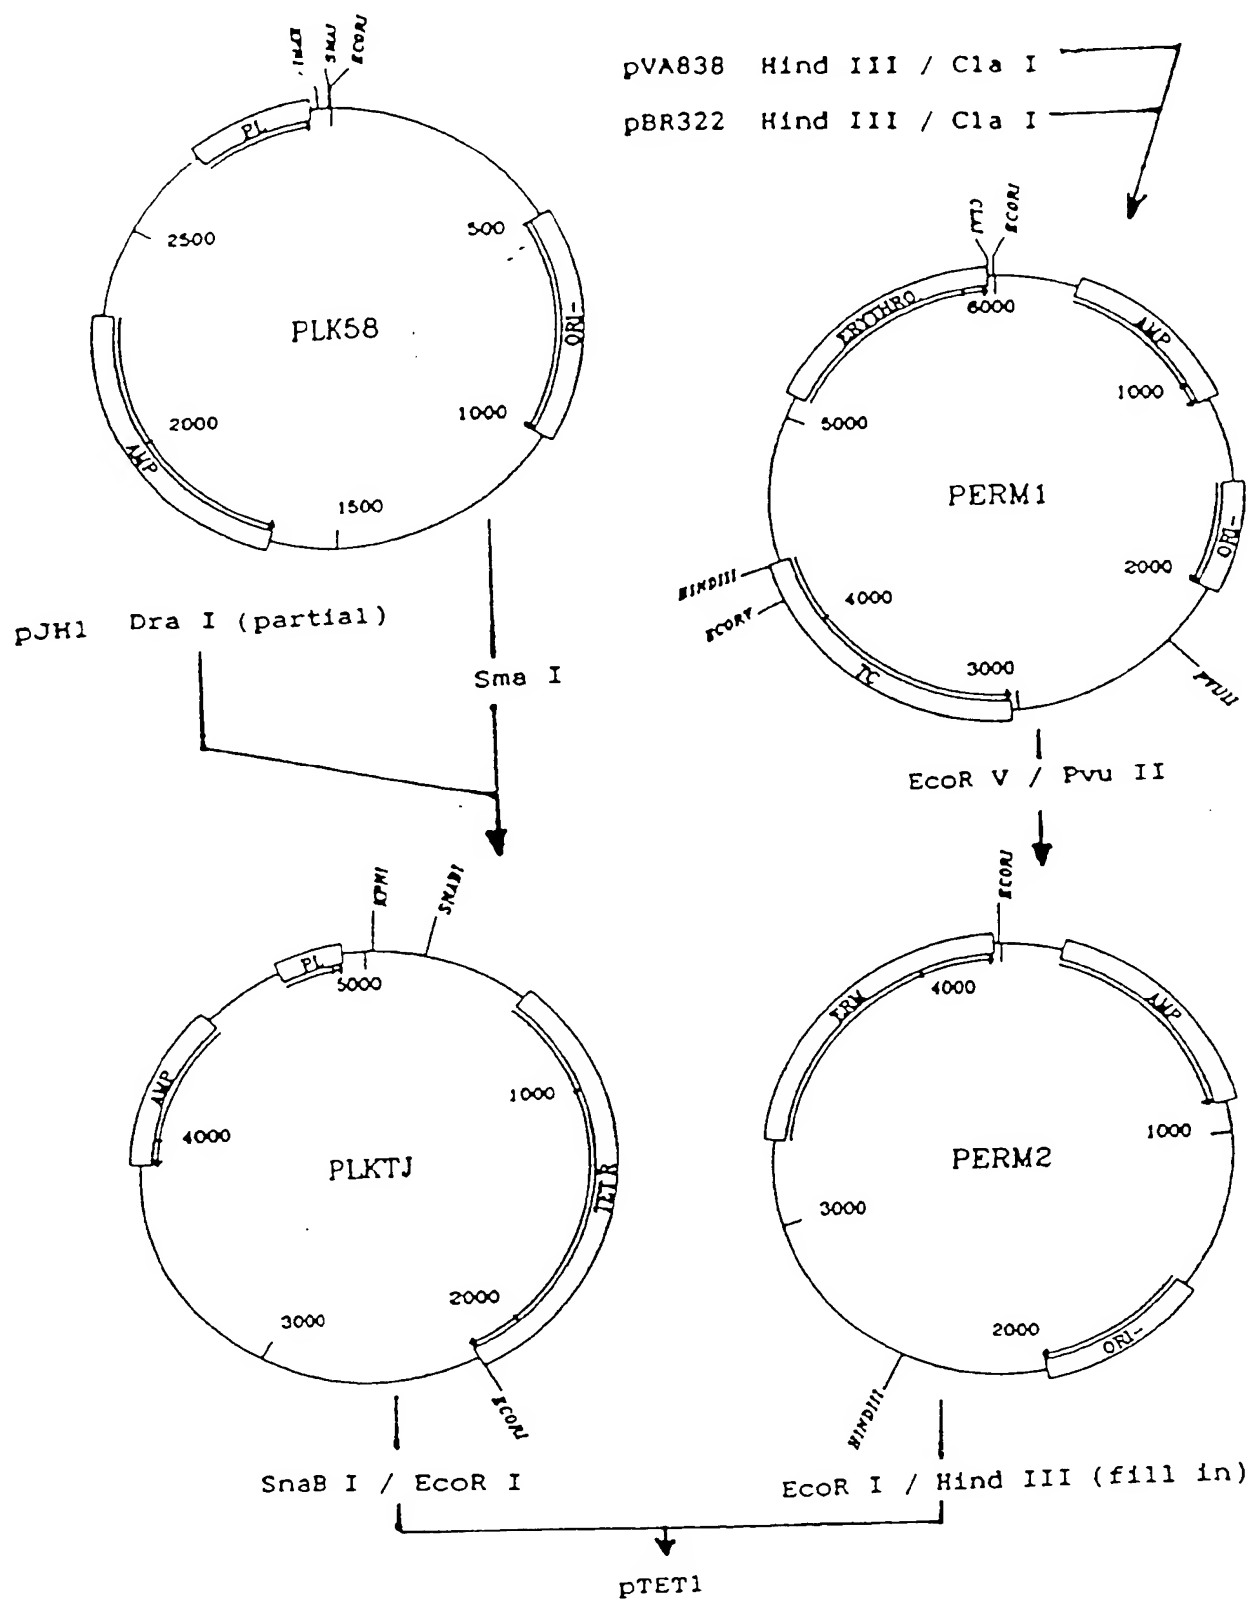 SMAI
ECORI
PL
2500
500
PLK58
ORI-
2000
1000
AMP
1500
pVA838 Hind III / Cla I
pBR322 Hind III / Cla I
CLAI
ECORI
ERYTHRO
6000
AMP
1000
5000
PERM1
ORI-
2000
HINDIII
ECORV
4000
TC
3000
PVUII
pJH1 Dra I (partial)
Sma I
EcoR V / Pvu II
KPNI
SNABI
PL
5000
AMP
1000
4000
PLKTJ
TET R
2000
3000
ECORI
ECORI
ERM
4000
AMP
1000
PERM2
3000
2000
ORI-
HINDIII
SnaB I / EcoR I
EcoR I / Hind III (fill in)
pTET1